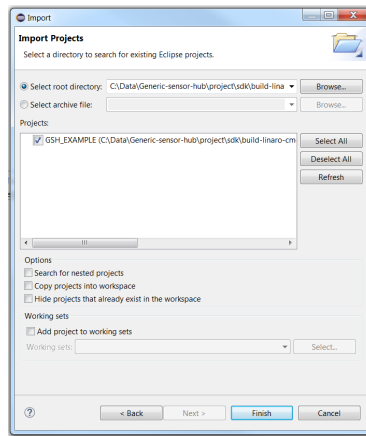 Import
Import Projects
Select a directory to search for existing Eclipse projects.
Select root directory: C:\Data\Generic-sensor-hub\project\sdk\build-lina Browse...
Select archive file: Browse...
Projects:
GSH_EXAMPLE (C:\Data\Generic-sensor-hub\project\sdk\build-linaro-cm Select All
Deselect All
Refresh
Options
Search for nested projects
Copy projects into workspace
Hide projects that already exist in the workspace
Working sets
Add project to working sets
Working sets: Select...
? < Back Next > Finish Cancel